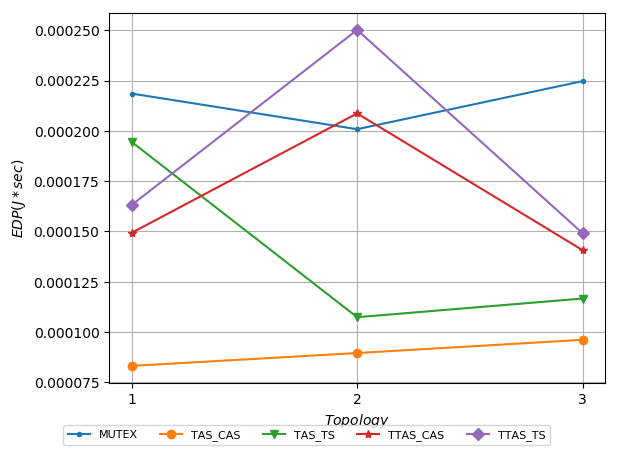 0.000250
0.000225
0.000200
0.000175
0.000150
0.000125
0.000100
0.000075
EDP(J * sec)
1 2 3
Topology
MUTEX TAS_CAS TAS_TS TTAS_CAS TTAS_TS